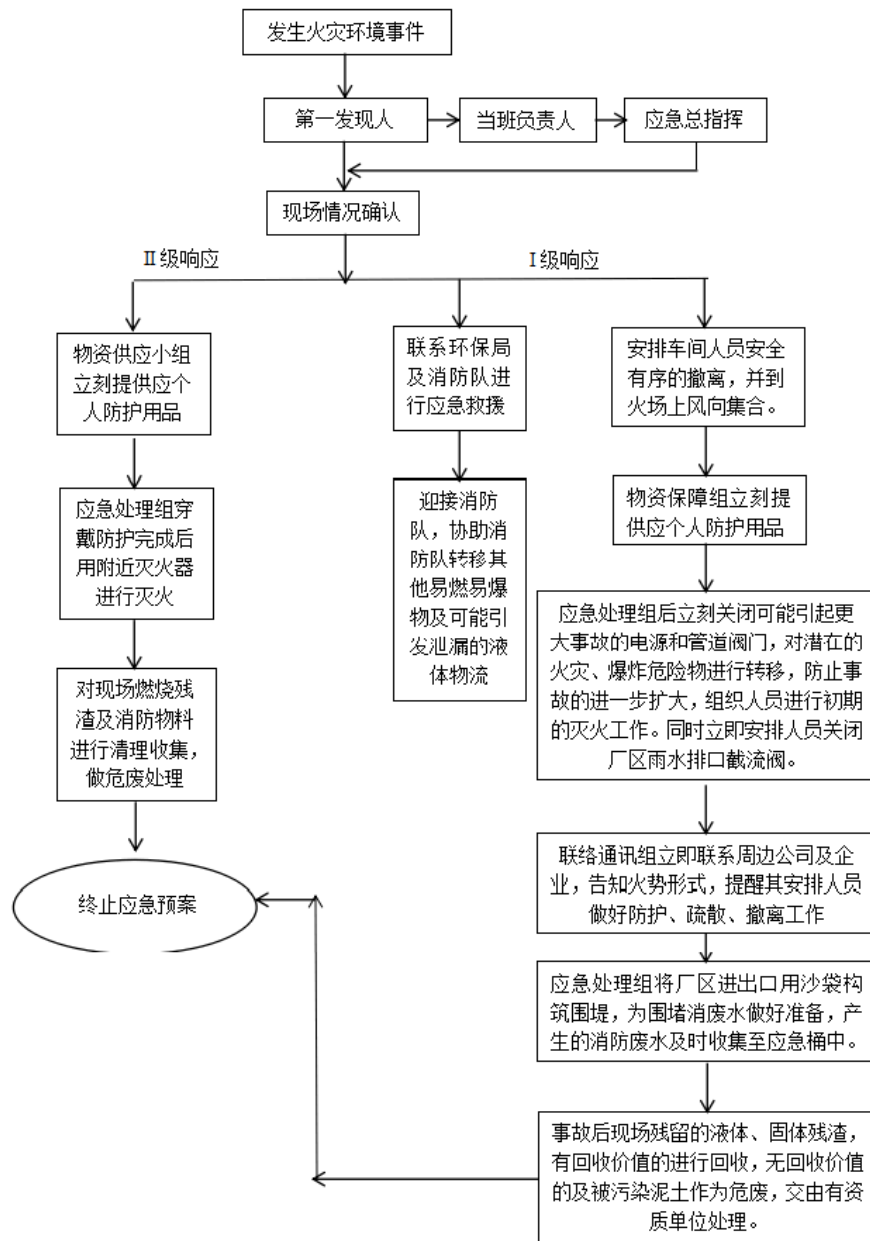 发生火灾环境事件
第一发现人
当班负责人
应急总指挥
现场情况确认
Ⅱ级响应
Ⅰ级响应
物资供应小组
立刻提供应个
人防护用品
应急处理组穿
戴防护完成后
用附近灭火器
进行灭火
对现场燃烧残
渣及消防物料
进行清理收集，
做危废处理
终止应急预案
联系环保局
及消防队进
行应急救援
迎接消防
队，协助消
防队转移其
他易燃易爆
物及可能引
发泄漏的液
体物流
安排车间人员安全
有序的撤离，并到
火场上风向集合。
物资保障组立刻提
供应个人防护用品
应急处理组后立刻关闭可能引起更
大事故的电源和管道阀门，对潜在的
火灾、爆炸危险物进行转移，防止事
故的进一步扩大，组织人员进行初期
的灭火工作。同时立即安排人员关闭
厂区雨水排口截流阀。
联络通讯组立即联系周边公司及企
业，告知火势形式，提醒其安排人员
做好防护、疏散、撤离工作
应急处理组将厂区进出口用沙袋构
筑围堤，为围堵消废水做好准备，产
生的消防废水及时收集至应急桶中。
事故后现场残留的液体、固体残渣，
有回收价值的进行回收，无回收价值
的及被污染泥土作为危废，交由有资
质单位处理。